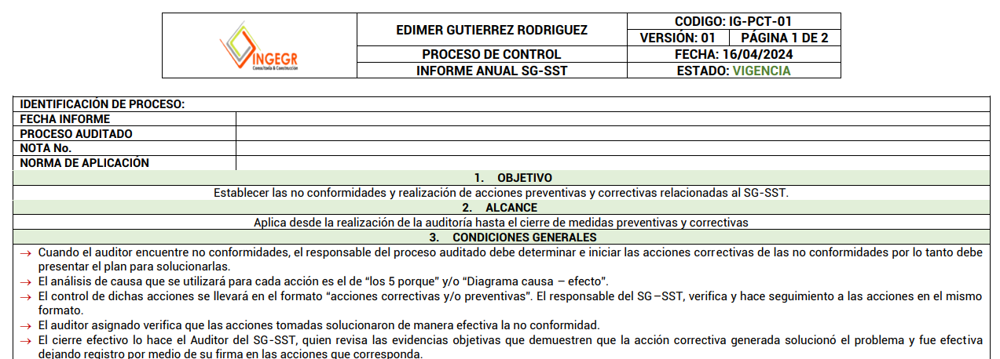 INGEGR
Consultoría & Construcción
EDIMER GUTIERREZ RODRIGUEZ
PROCESO DE CONTROL
INFORME ANUAL SG-SST
CODIGO: IG-PCT-01
VERSIÓN: 01 PÁGINA 1 DE 2
FECHA: 16/04/2024
ESTADO: VIGENCIA
IDENTIFICACIÓN DE PROCESO:
FECHA INFORME
PROCESO AUDITADO
NOTA No.
NORMA DE APLICACIÓN
1. OBJETIVO
Establecer las no conformidades y realización de acciones preventivas y correctivas relacionadas al SG-SST.
2. ALCANCE
Aplica desde la realización de la auditoría hasta el cierre de medidas preventivas y correctivas
3. CONDICIONES GENERALES
→ Cuando el auditor encuentre no conformidades, el responsable del proceso auditado debe determinar e iniciar las acciones correctivas de las no conformidades por lo tanto debe
presentar el plan para solucionarlas.
→ El análisis de causa que se utilizará para cada acción es el de “los 5 porque” y/o “Diagrama causa – efecto”.
→ El control de dichas acciones se llevará en el formato “acciones correctivas y/o preventivas”. El responsable del SG–SST, verifica y hace seguimiento a las acciones en el mismo
formato.
→ El auditor asignado verifica que las acciones tomadas solucionaron de manera efectiva la no conformidad.
→ El cierre efectivo lo hace el Auditor del SG-SST, quien revisa las evidencias objetivas que demuestren que la acción correctiva generada solucionó el problema y fue efectiva
dejando registro por medio de su firma en las acciones que corresponda.